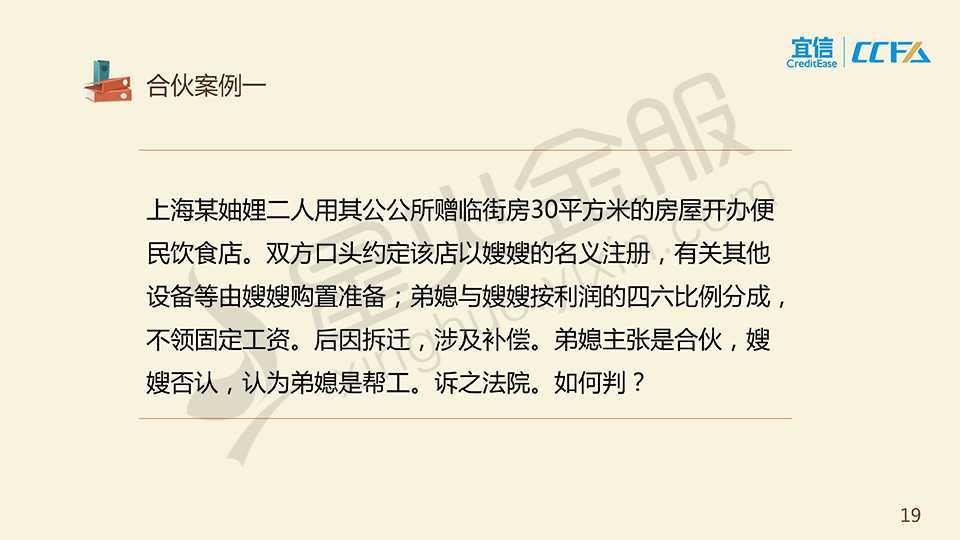 宜信
CreditEase
CCFA
合伙案例一
上海某妯娌二人用其公公所赠临街房30平方米的房屋开办便
民饮食店。双方口头约定该店以嫂嫂的名义注册，有关其他
设备等由嫂嫂购置准备；弟媳与嫂嫂按利润的四六比例分成，
不领固定工资。后因拆迁，涉及补偿。弟媳主张是合伙，嫂
嫂否认，认为弟媳是帮工。诉之法院。如何判？
星火金服
xinghuoyixin.com
19